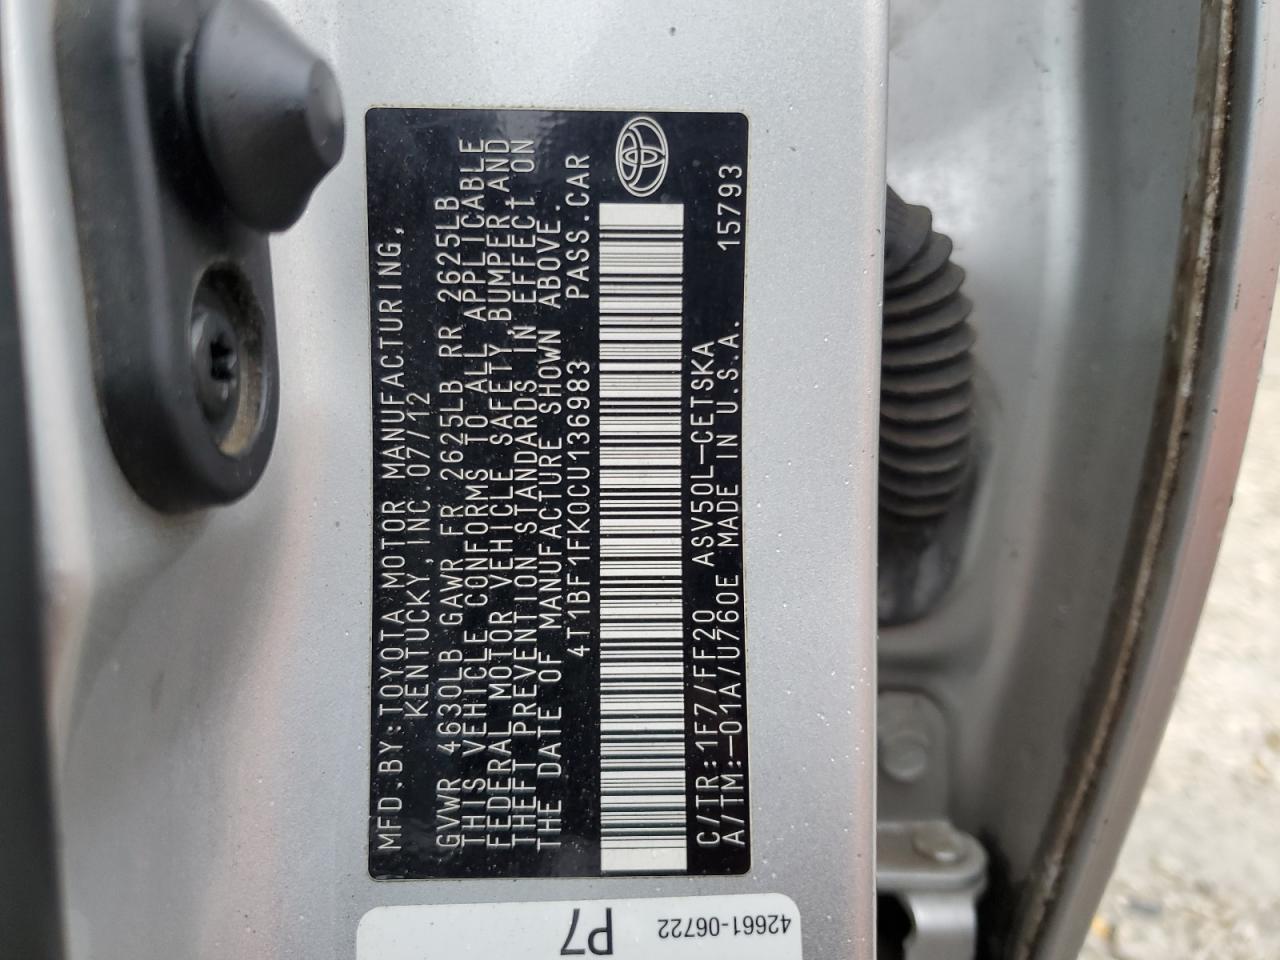 MFD.BY:TOYOTA MOTOR MANUFACTURING,
KENTUCKY,INC 07/12
GVWR 4630LB GAWR FR 2625LB RR 2625LB
THIS VEHICLE CONFORMS TO ALL APPLICABLE
FEDERAL MOTOR VEHICLE SAFETY,BUMPER,AND
THEFT PREVENTION STANDARDS IN EFFECT ON
THE DATE OF MANUFACTURE SHOWN ABOVE.
4T1BF1FK0CU136983 PASS.CAR
C/TR:1F7/FF20 ASV50L-CETSKA 15793
A/TM:-01A/U760E MADE IN U.S.A.
42661-06722
P7